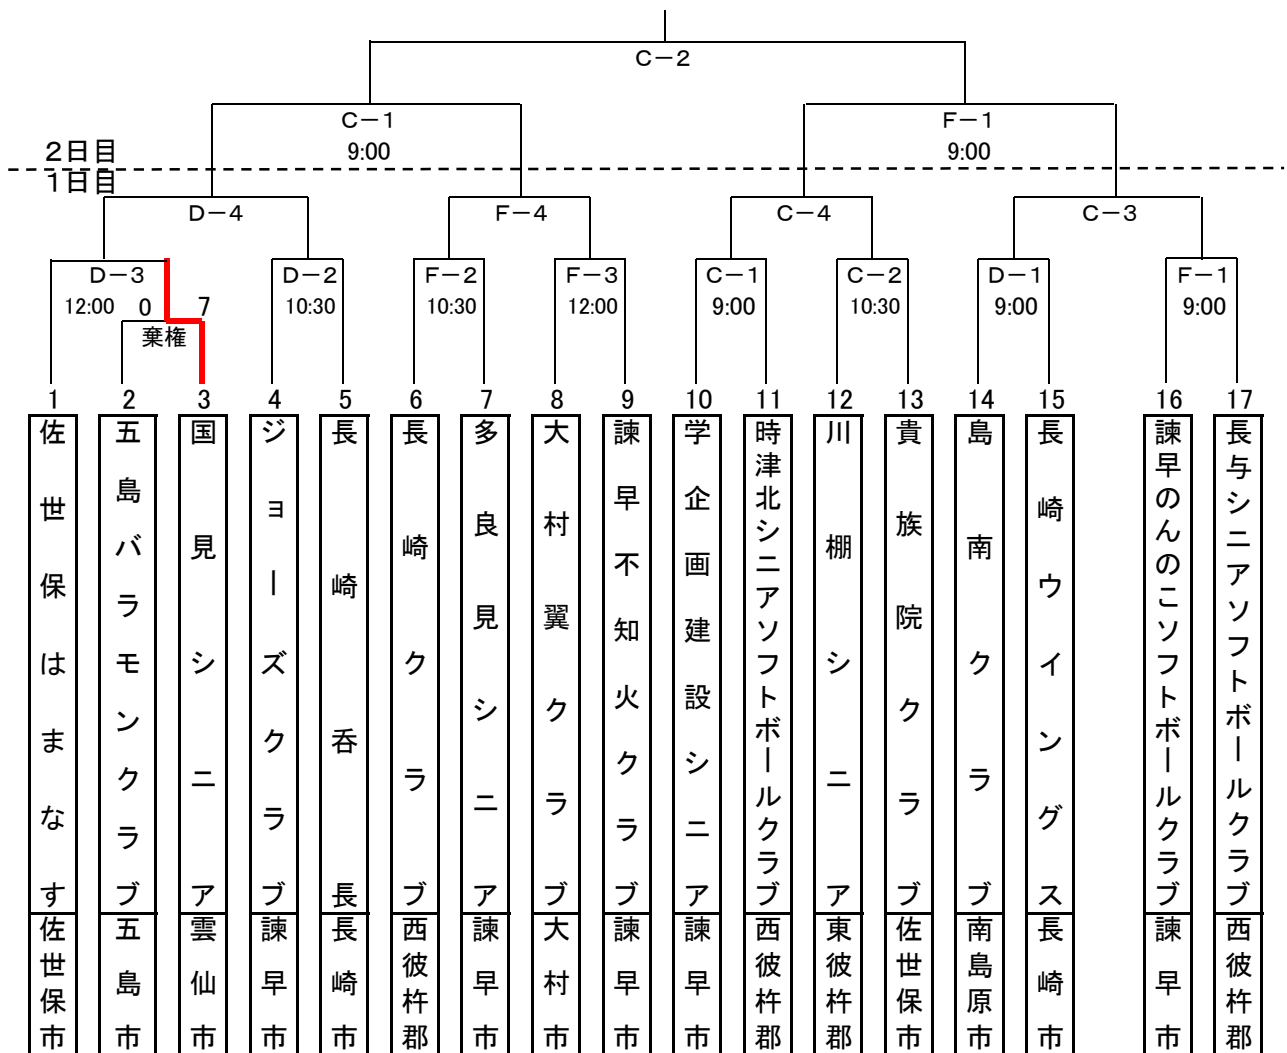 C－2
C－1
F－1
2日目
9:00
9:00
1日目
D－4
F－4
C－4
C－3
D－3
D－2
F－2
F－3
C－1
C－2
D－1
F－1
12:00
0
7
10:30
10:30
12:00
9:00
10:30
9:00
9:00
棄権
1
2
3
4
5
6
7
8
9
10
11
12
13
14
15
16
17
佐世保はまなす
五島バラモンクラブ
国見シニア
ジョーズクラブ
長崎呑長
長崎クラブ
多良見シニア
大村翼クラブ
諫早不知火クラブ
学企画建設シニア
時津北シニアソフトボールクラブ
川棚シニア
貴族院クラブ
島南クラブ
長崎ウイングス
諫早のんのこソフトボールクラブ
長与シニアソフトボールクラブ
佐世保市
五島市
雲仙市
諫早市
長崎市
西彼杵郡
諫早市
大村市
諫早市
諫早市
西彼杵郡
東彼杵郡
佐世保市
南島原市
長崎市
諫早市
西彼杵郡